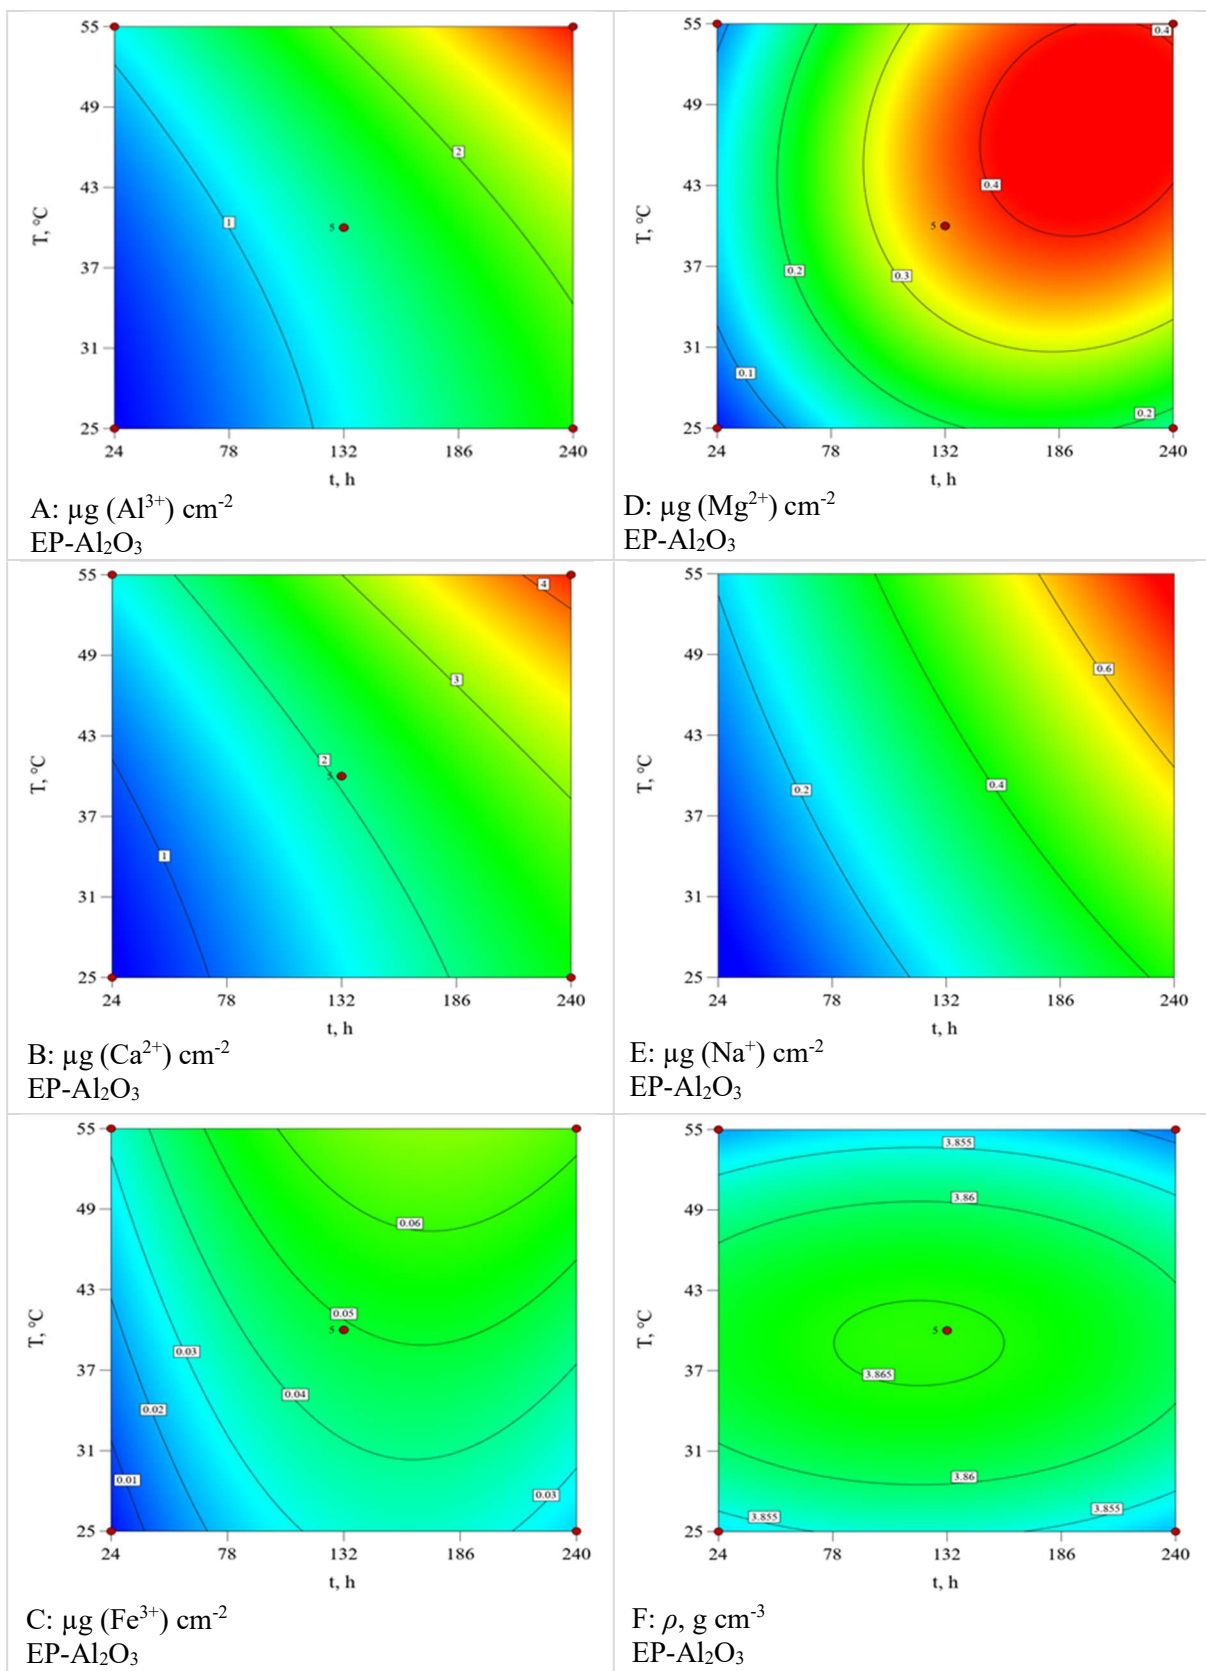 55
49
43
37
31
25
T, °C
1
2
5
24 78 132 186 240
t, h
A: µg (Al³⁺) cm⁻²
EP-Al₂O₃
55
49
43
37
31
25
T, °C
0.4
0.4
0.3
0.2
0.1
0.2
5
24 78 132 186 240
t, h
D: µg (Mg²⁺) cm⁻²
EP-Al₂O₃
55
49
43
37
31
25
T, °C
4
3
2
5
1
24 78 132 186 240
t, h
B: µg (Ca²⁺) cm⁻²
EP-Al₂O₃
55
49
43
37
31
25
T, °C
0.6
0.4
0.2
24 78 132 186 240
t, h
E: µg (Na⁺) cm⁻²
EP-Al₂O₃
55
49
43
37
31
25
T, °C
0.06
0.05
5
0.03
0.04
0.02
0.01
0.03
24 78 132 186 240
t, h
C: µg (Fe³⁺) cm⁻²
EP-Al₂O₃
55
49
43
37
31
25
T, °C
3.855
3.86
5
3.865
3.86
3.855
3.855
24 78 132 186 240
t, h
F: ρ, g cm⁻³
EP-Al₂O₃